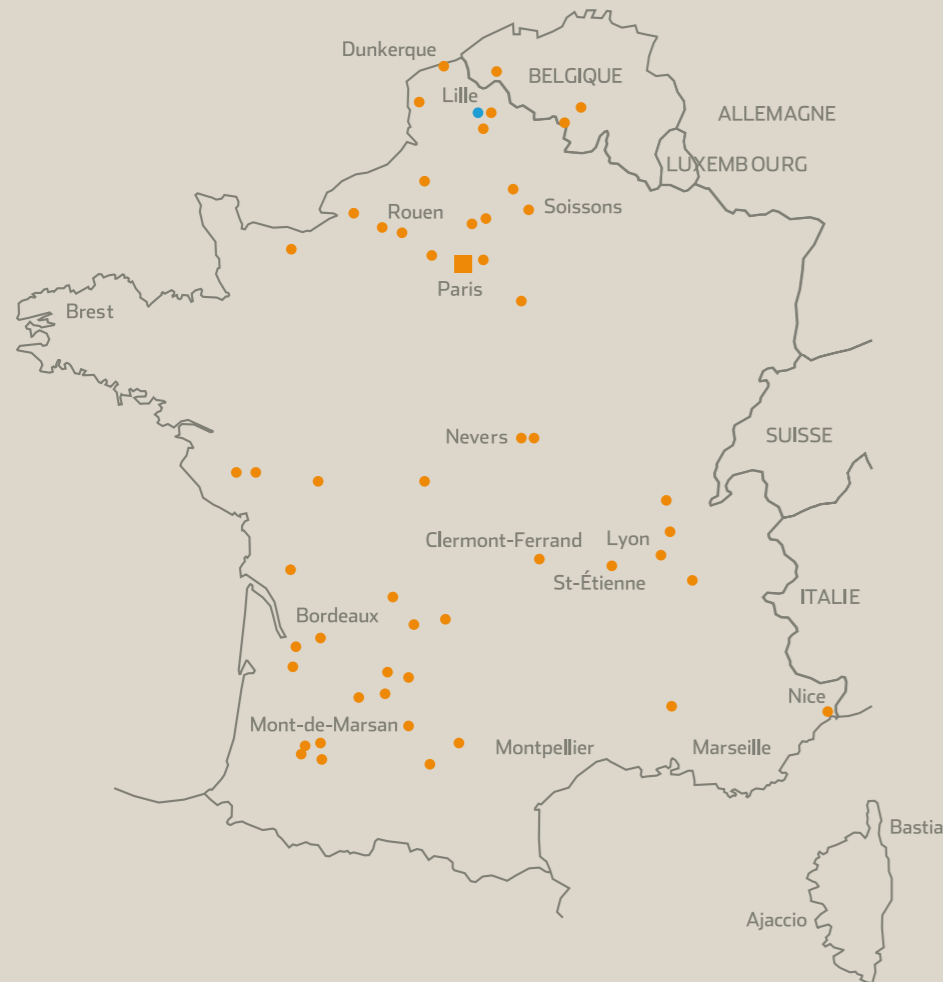 Dunkerque
BELGIQUE
Lille
ALLEMAGNE
LUXEMBOURG
Rouen
Soissons
Paris
Brest
Nevers
SUISSE
Clermont-Ferrand
Lyon
St-Étienne
ITALIE
Bordeaux
Nice
Mont-de-Marsan
Montpellier
Marseille
Bastia
Ajaccio